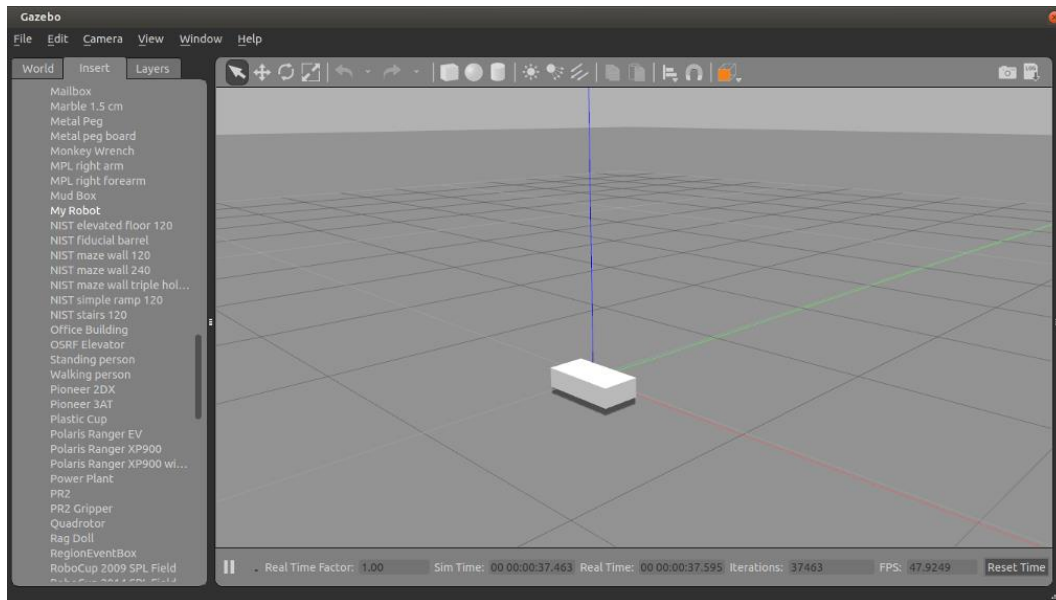 Gazebo
File Edit Camera View Window Help
World Insert Layers
Mailbox
Marble 1.5 cm
Metal Peg
Metal peg board
Monkey Wrench
MPL right arm
MPL right forearm
Mud Box
My Robot
NIST elevated floor 120
NIST fiducial barrel
NIST maze wall 120
NIST maze wall 240
NIST maze wall triple hol...
NIST simple ramp 120
NIST stairs 120
Office Building
OSRF Elevator
Standing person
Walking person
Pioneer 2DX
Pioneer 3AT
Plastic Cup
Polaris Ranger EV
Polaris Ranger XP900
Polaris Ranger XP900 wi...
Power Plant
PR2
PR2 Gripper
Quadrotor
Rag Doll
RegionEventBox
RoboCup 2009 SPL Field
Real Time Factor: 1.00 Sim Time: 00 00:00:37.463 Real Time: 00 00:00:37.595 Iterations: 37463 FPS: 47.9249 Reset Time